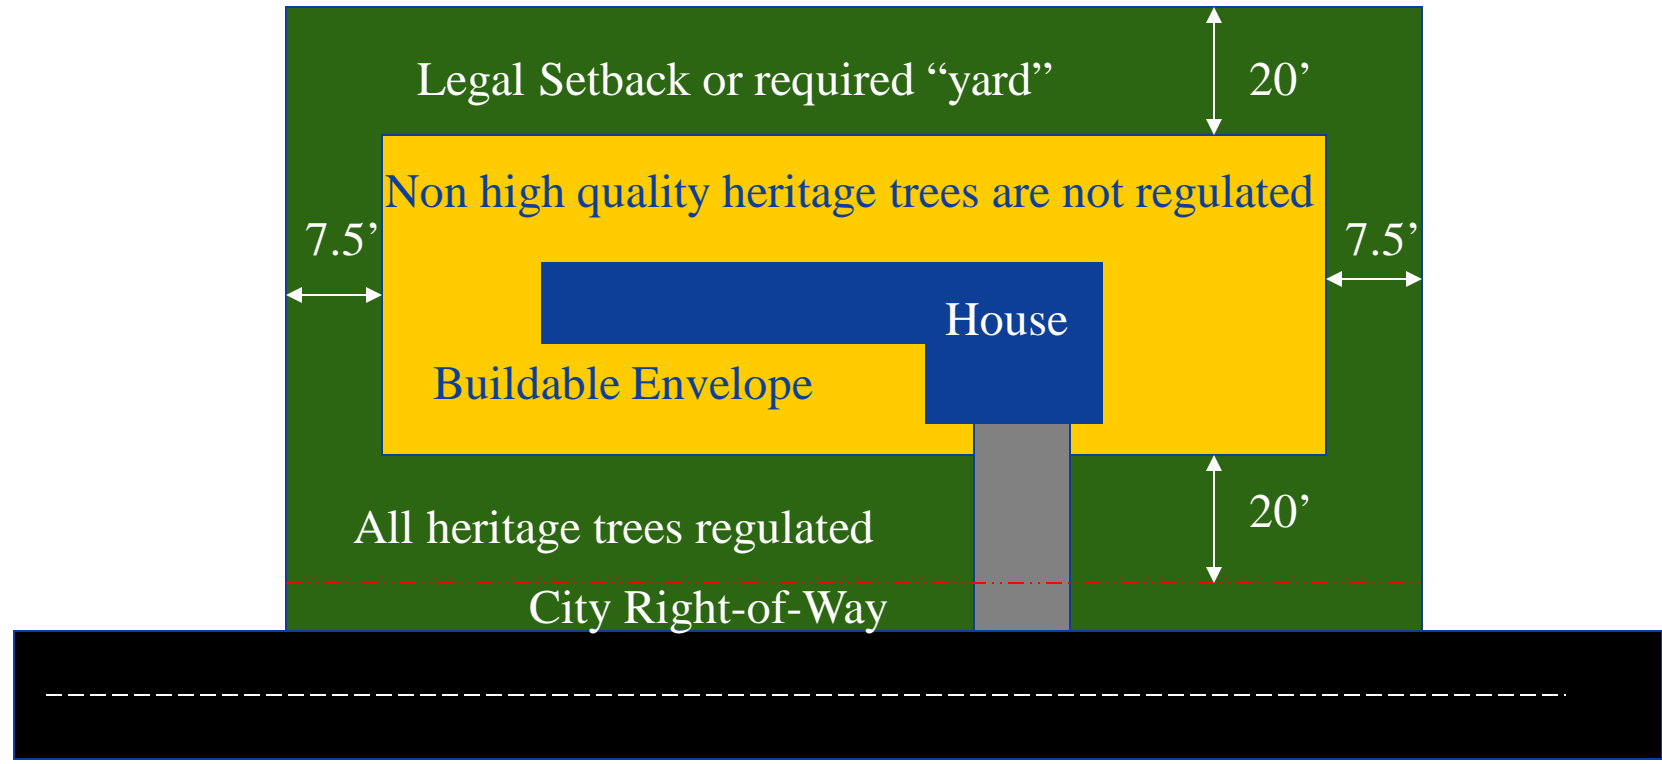 Legal Setback or required “yard”
20’
Non high quality heritage trees are not regulated
7.5’
7.5’
House
Buildable Envelope
20’
All heritage trees regulated
City Right-of-Way